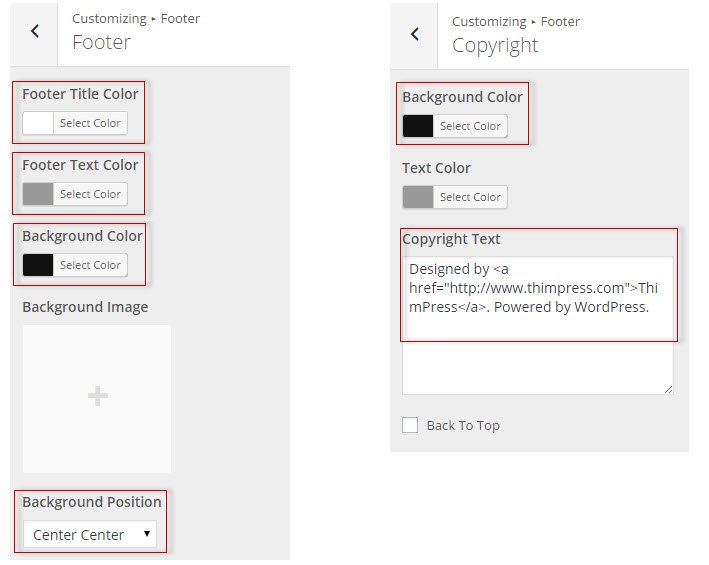 Customizing ▸ Footer
Footer
Footer Title Color
Select Color
Footer Text Color
Select Color
Background Color
Select Color
Background Image
Background Position
Center Center
Customizing ▸ Footer
Copyright
Background Color
Select Color
Text Color
Select Color
Copyright Text
Designed by <a
href="http://www.thimpress.com">Thi
mPress</a>. Powered by WordPress.
Back To Top